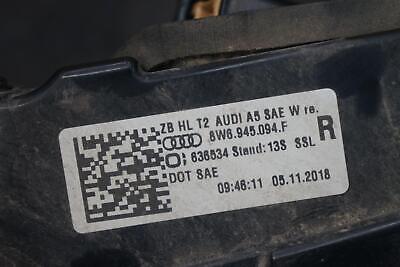 ZB HL T2 AUDI A5 SAE W re.
8W6.945.094.F
R
636534 Stand: 13S SSL
DOT SAE
09:46:11 05.11.2018